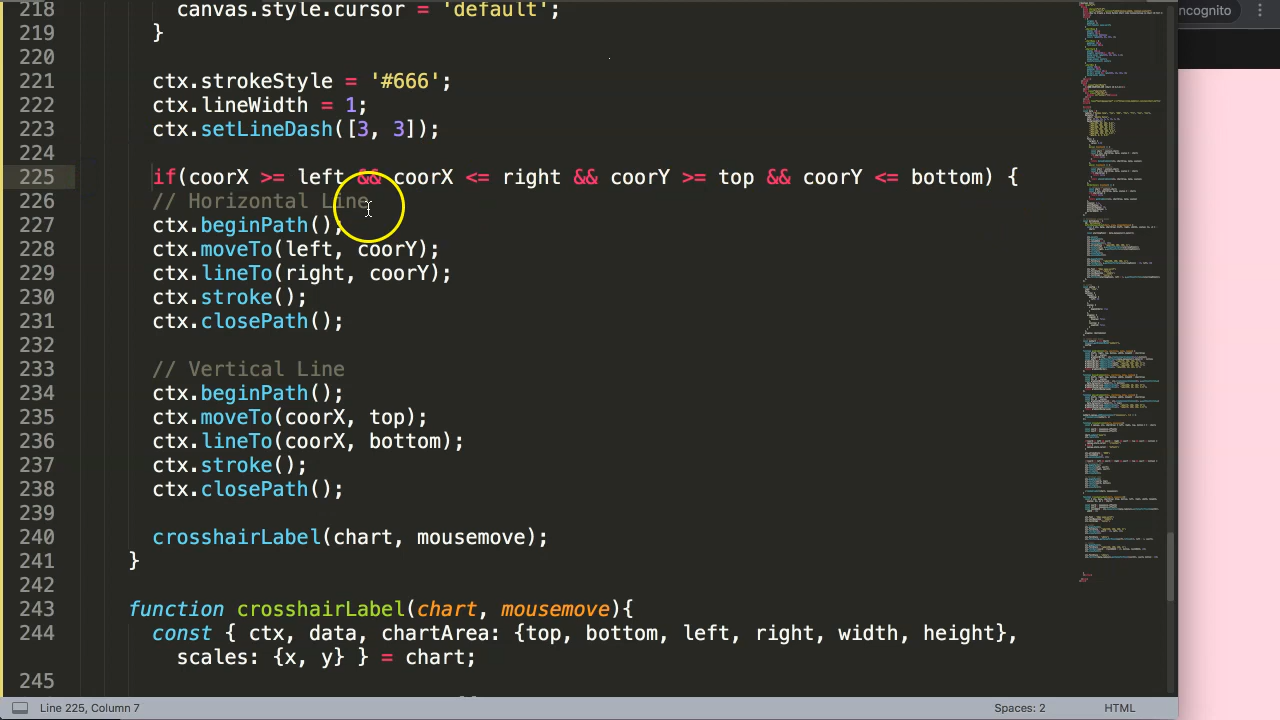 218 canvas.style.cursor = 'default';
ncognito
219 }
220
221 ctx.strokeStyle = '#666';
222 ctx.lineWidth = 1;
223 ctx.setLineDash([3, 3]);
224
225 if(coorX >= left && coorX <= right && coorY >= top && coorY <= bottom) {
226 // Horizontal Line
227 ctx.beginPath();
228 ctx.moveTo(left, coorY);
229 ctx.lineTo(right, coorY);
230 ctx.stroke();
231 ctx.closePath();
232
233 // Vertical Line
234 ctx.beginPath();
235 ctx.moveTo(coorX, top);
236 ctx.lineTo(coorX, bottom);
237 ctx.stroke();
238 ctx.closePath();
239
240 crosshairLabel(chart, mousemove);
241 }
242
243 function crosshairLabel(chart, mousemove){
244 const { ctx, data, chartArea: {top, bottom, left, right, width, height},
scales: {x, y} } = chart;
245
Line 225, Column 7
Spaces: 2
HTML